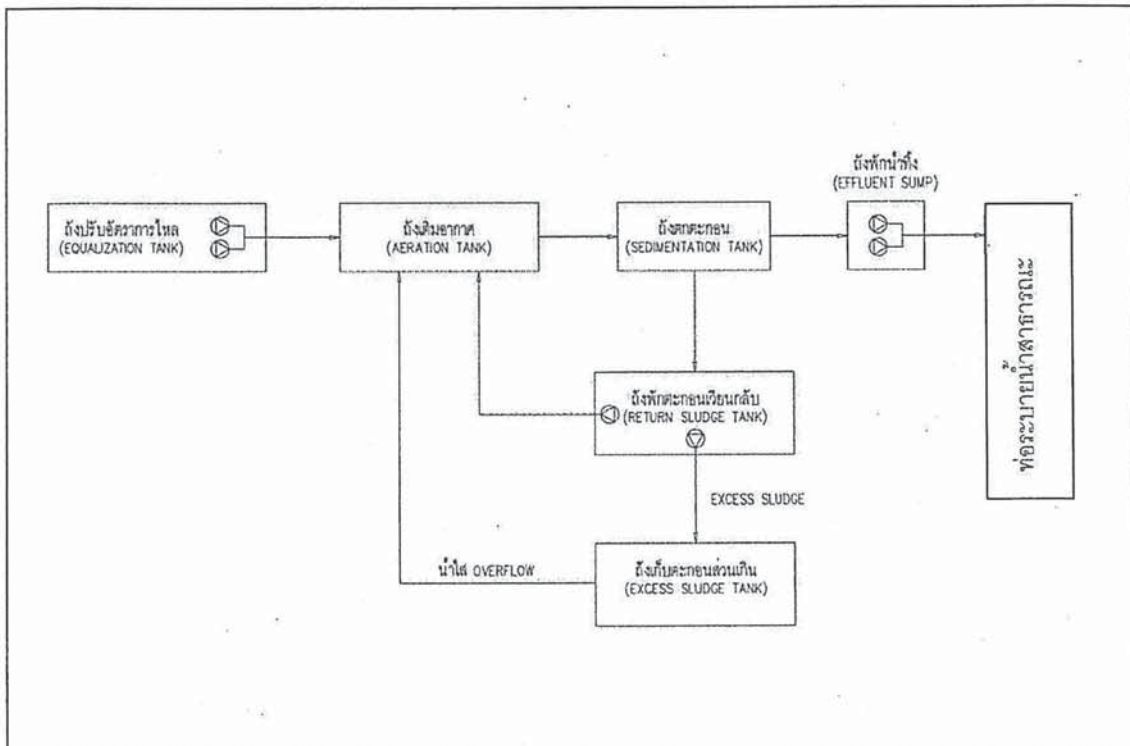 ถังพักน้ำทิ้ง
(EFFLUENT SUMP)
ถังปรับอัตราการไหล
(EQUALIZATION TANK)
ถังเติมอากาศ
(AERATION TANK)
ถังตกตะกอน
(SEDIMENTATION TANK)
ท่อระบายน้ำสาธารณะ
ถังพักตะกอนเวียนกลับ
(RETURN SLUDGE TANK)
EXCESS SLUDGE
น้ำใส OVERFLOW
ถังเก็บตะกอนส่วนเกิน
(EXCESS SLUDGE TANK)